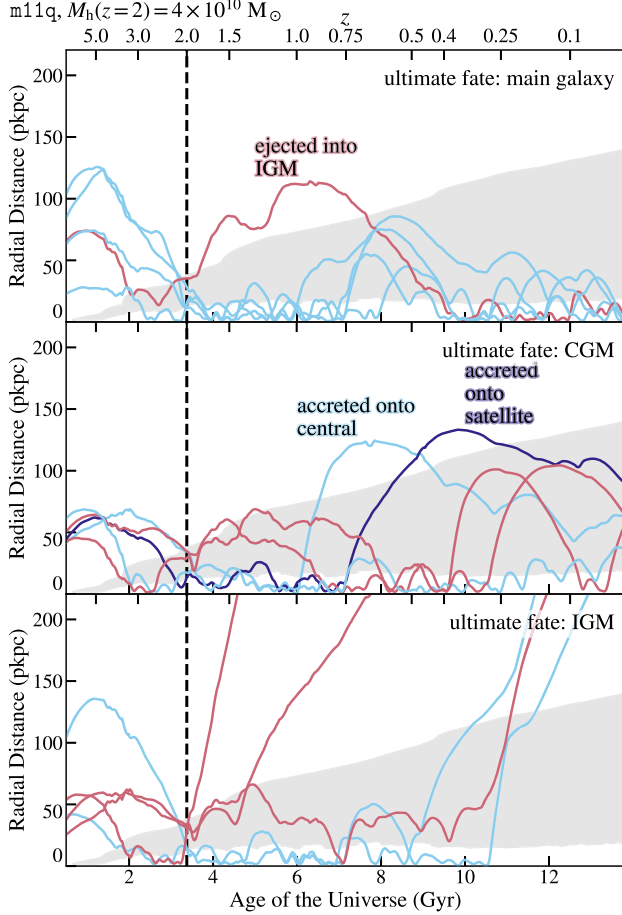 m11q, M_h(z=2)=4×10^10 M_⊙
z
5.0 3.0 2.0 1.5 1.0 0.75 0.5 0.4 0.25 0.1
200
150
100
50
0
Radial Distance (pkpc)
ultimate fate: main galaxy
ejected into
IGM
200
150
100
50
0
Radial Distance (pkpc)
ultimate fate: CGM
accreted onto
central
accreted
onto
satellite
200
150
100
50
0
Radial Distance (pkpc)
ultimate fate: IGM
2 4 6 8 10 12
Age of the Universe (Gyr)